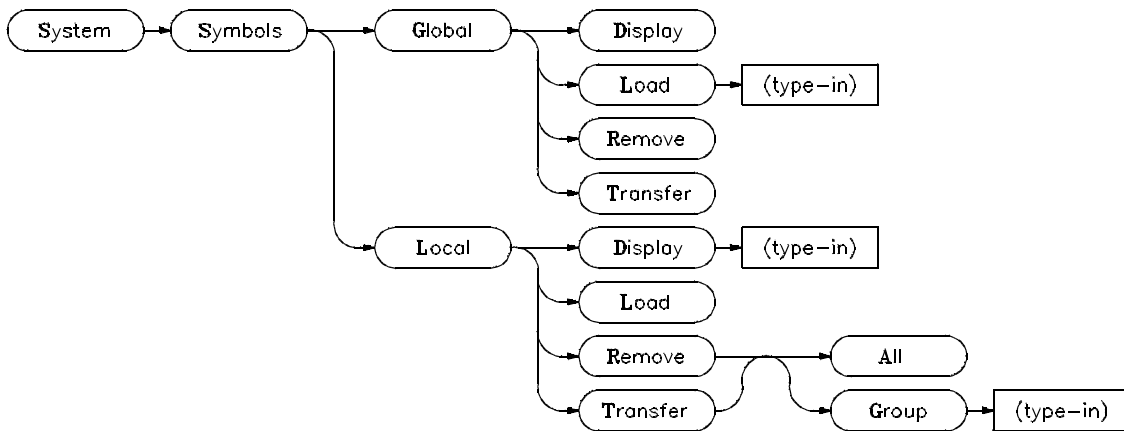 System Symbols Global Display
Load (type-in)
Remove
Transfer
Local Display (type-in)
Load
Remove All
Transfer Group (type-in)